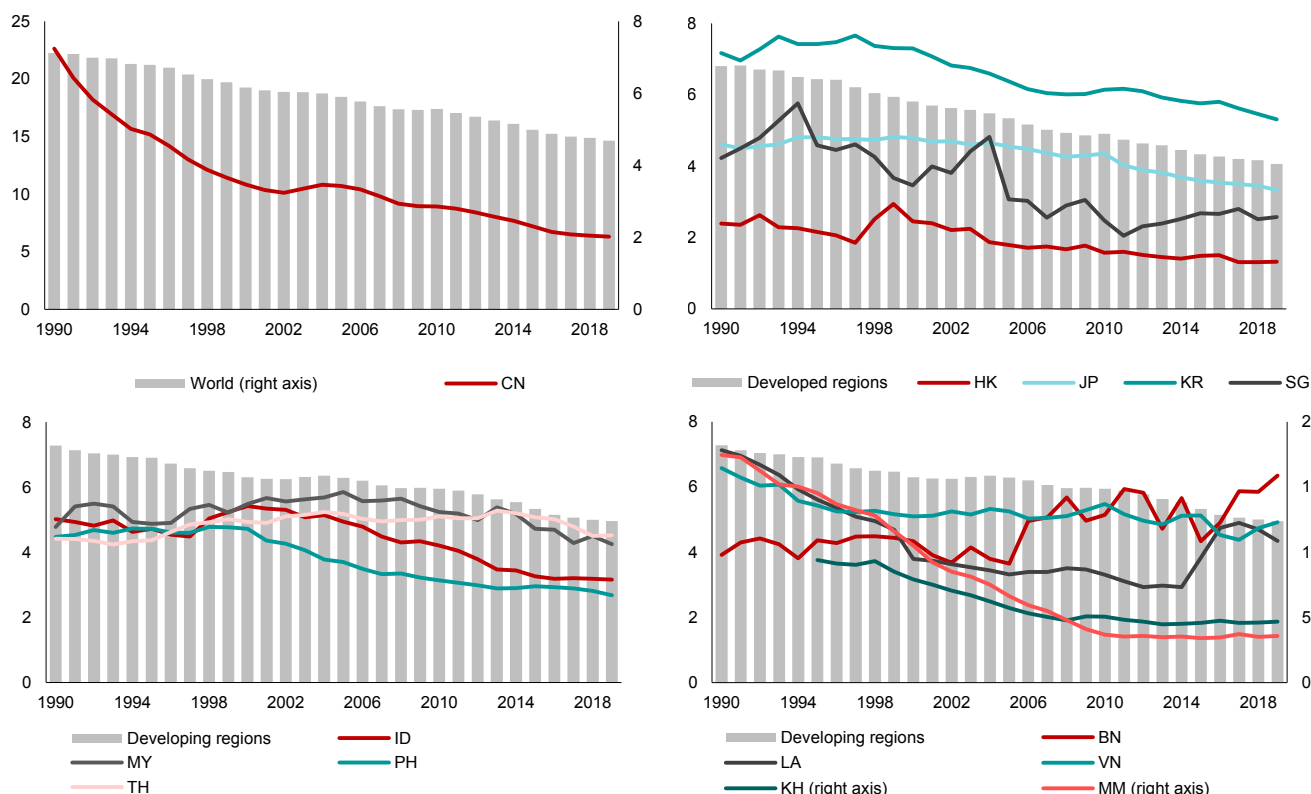 25
20
15
10
5
0
8
6
4
2
0
1990 1994 1998 2002 2006 2010 2014 2018
World (right axis) CN
8
6
4
2
0
1990 1994 1998 2002 2006 2010 2014 2018
Developed regions HK JP KR SG
8
6
4
2
0
1990 1994 1998 2002 2006 2010 2014 2018
Developing regions ID
MY PH
TH
8
6
4
2
0
2
1
1
5
0
1990 1994 1998 2002 2006 2010 2014 2018
Developing regions BN
LA VN
KH (right axis) MM (right axis)